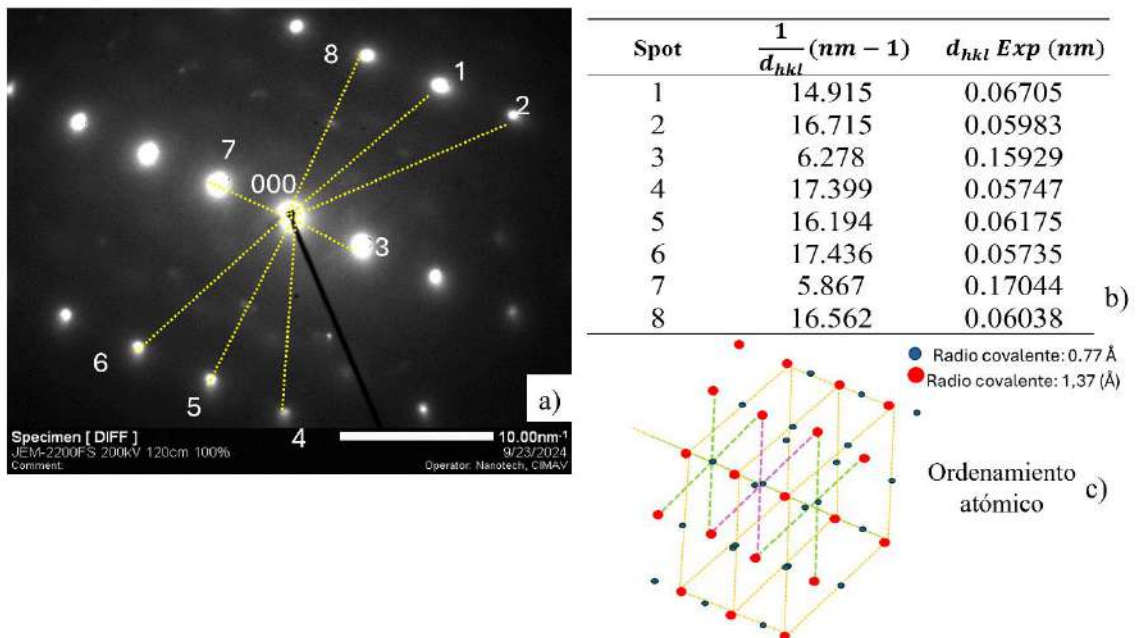 8
1
2
7
000
3
6
5
4
a)
Specimen [ DIFF ]
JEM-2200FS 200kV 120cm 100%
Comment:
10.00nm⁻¹
9/23/2024
Operator: Nanotech, CIMAV
Spot 1/d_hkl (nm − 1) d_hkl Exp (nm)
1 14.915 0.06705
2 16.715 0.05983
3 6.278 0.15929
4 17.399 0.05747
5 16.194 0.06175
6 17.436 0.05735
7 5.867 0.17044
8 16.562 0.06038
b)
Radio covalente: 0.77 Å
Radio covalente: 1,37 (Å)
Ordenamiento
atómico
c)